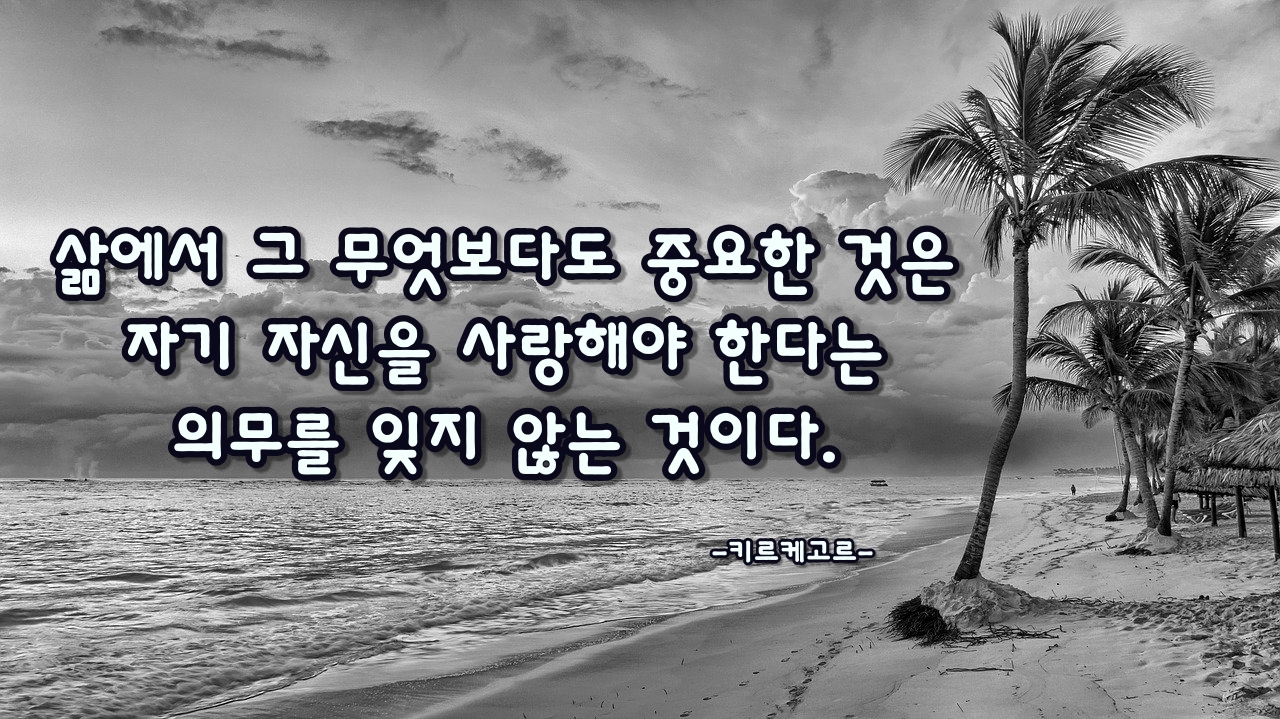 삶에서 그 무엇보다도 중요한 것은
자기 자신을 사랑해야 한다는
의무를 잊지 않는 것이다.
-키르케고르-